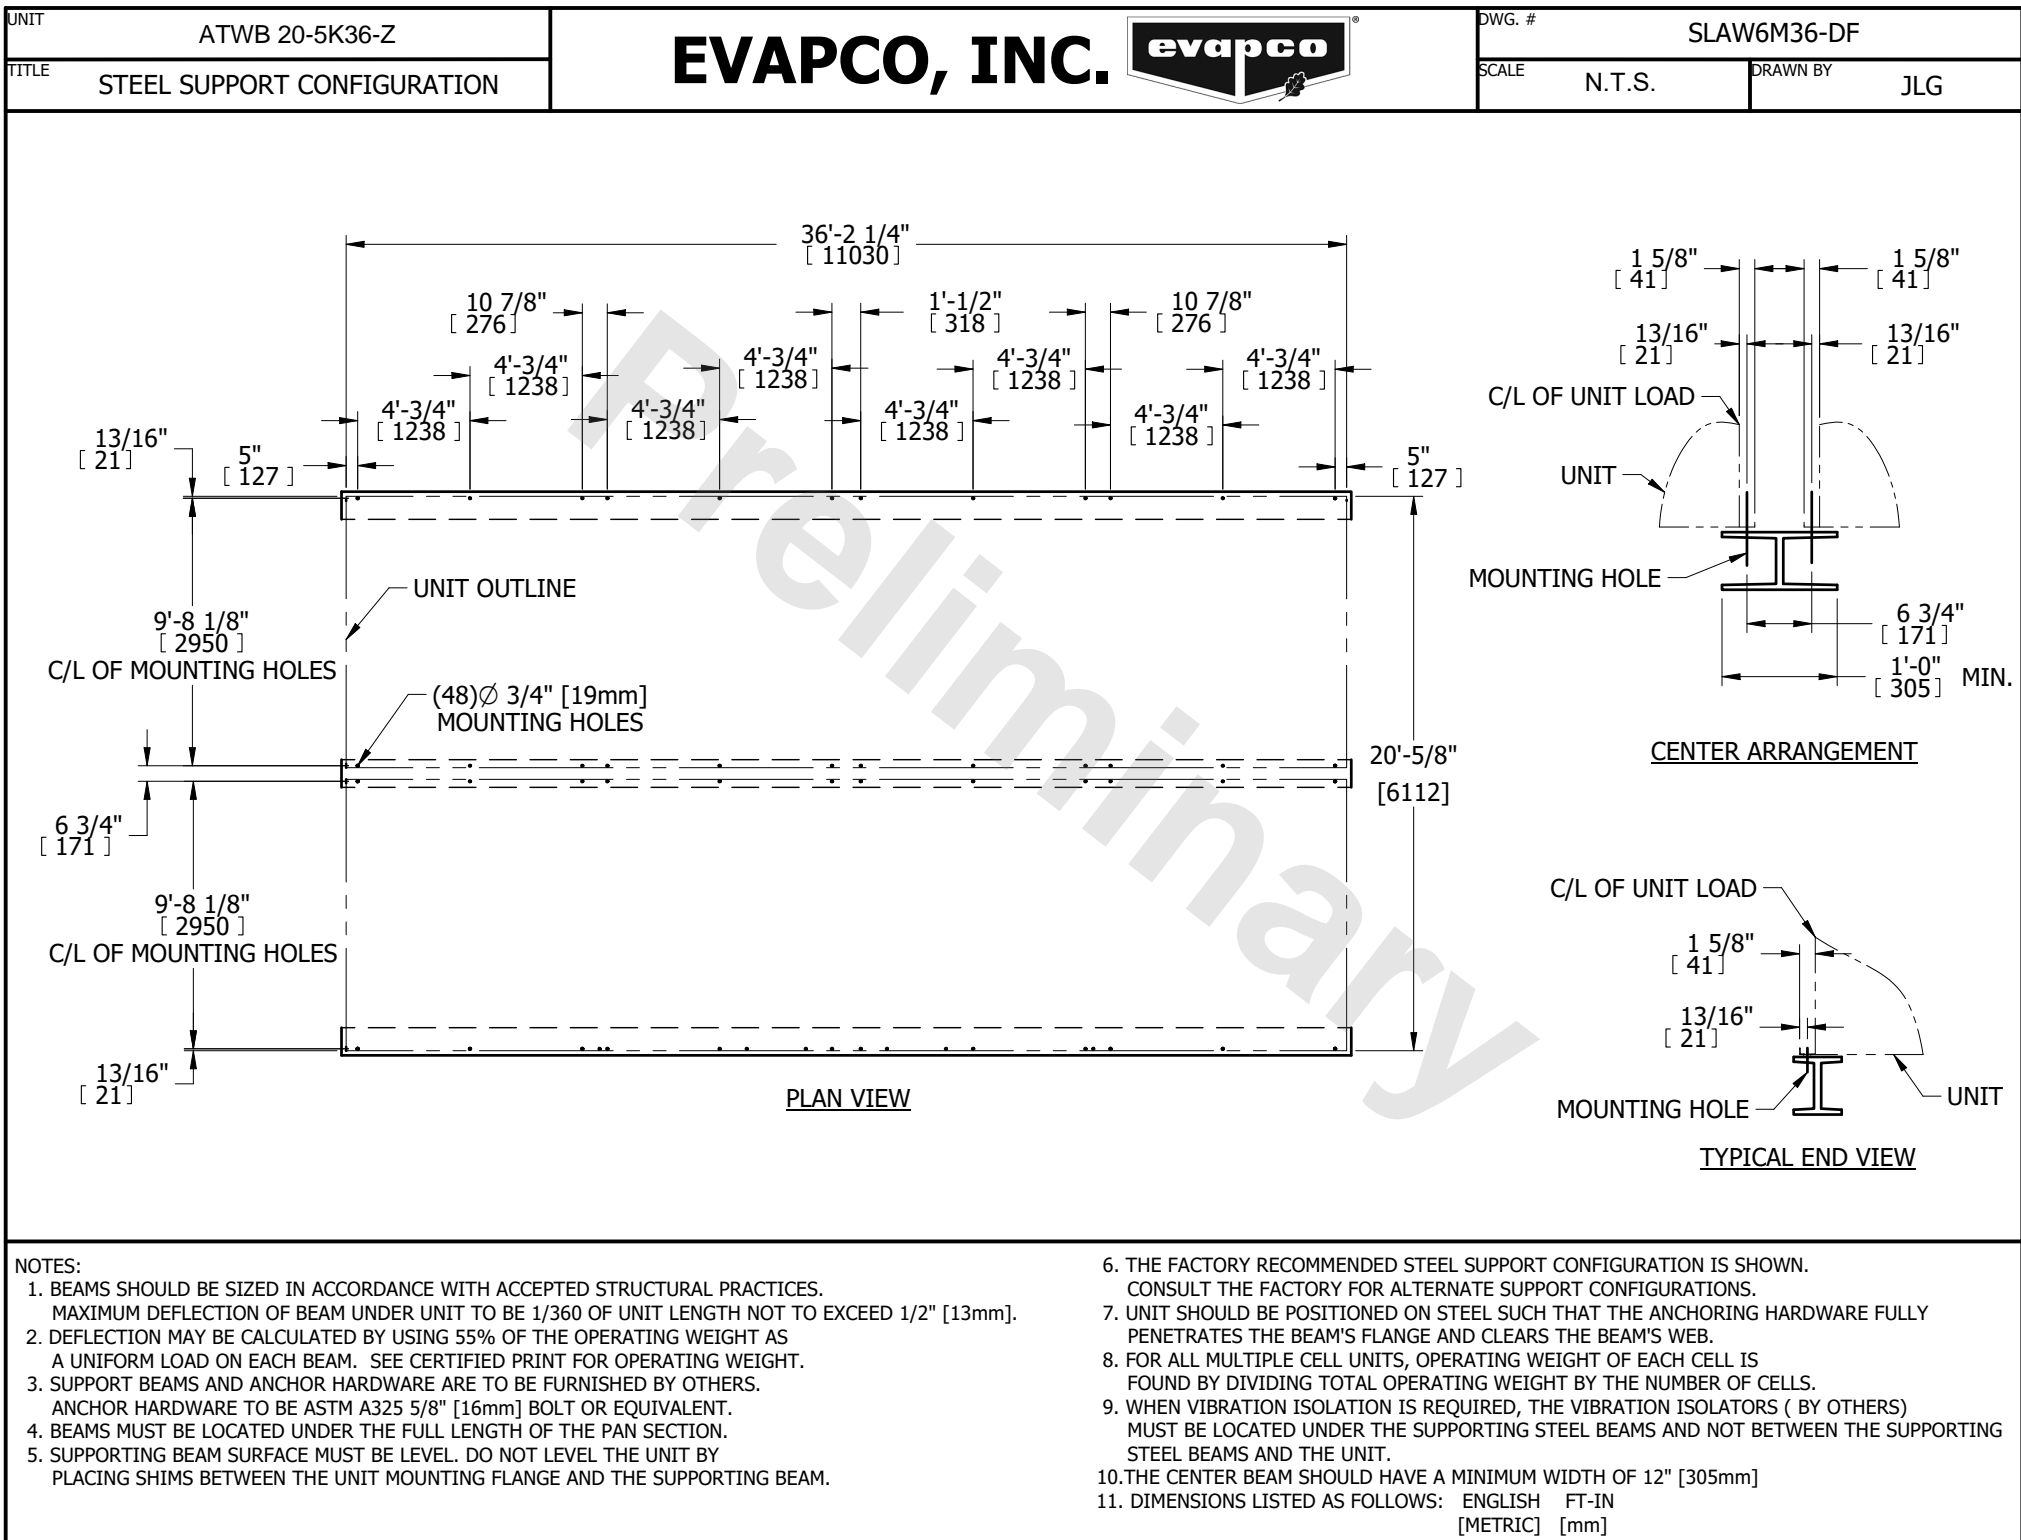 UNIT
ATWB 20-5K36-Z
TITLE
STEEL SUPPORT CONFIGURATION
EVAPCO, INC.
evapco
®
DWG. #
SLAW6M36-DF
SCALE
N.T.S.
DRAWN BY
JLG
36'-2 1/4"
[ 11030 ]
10 7/8"
[ 276 ]
1'-1/2"
[ 318 ]
10 7/8"
[ 276 ]
4'-3/4"
[ 1238 ]
4'-3/4"
[ 1238 ]
4'-3/4"
[ 1238 ]
4'-3/4"
[ 1238 ]
4'-3/4"
[ 1238 ]
4'-3/4"
[ 1238 ]
4'-3/4"
[ 1238 ]
4'-3/4"
[ 1238 ]
13/16"
[ 21 ]
5"
[ 127 ]
5"
[ 127 ]
UNIT OUTLINE
9'-8 1/8"
[ 2950 ]
C/L OF MOUNTING HOLES
(48)Ø 3/4" [19mm]
MOUNTING HOLES
20'-5/8"
[6112]
6 3/4"
[ 171 ]
9'-8 1/8"
[ 2950 ]
C/L OF MOUNTING HOLES
13/16"
[ 21 ]
PLAN VIEW
Preliminary
1 5/8"
[ 41 ]
1 5/8"
[ 41 ]
13/16"
[ 21 ]
13/16"
[ 21 ]
C/L OF UNIT LOAD
UNIT
MOUNTING HOLE
6 3/4"
[ 171 ]
1'-0"
[ 305 ]
MIN.
CENTER ARRANGEMENT
C/L OF UNIT LOAD
1 5/8"
[ 41 ]
13/16"
[ 21 ]
MOUNTING HOLE
UNIT
TYPICAL END VIEW
NOTES:
1. BEAMS SHOULD BE SIZED IN ACCORDANCE WITH ACCEPTED STRUCTURAL PRACTICES.
MAXIMUM DEFLECTION OF BEAM UNDER UNIT TO BE 1/360 OF UNIT LENGTH NOT TO EXCEED 1/2" [13mm].
2. DEFLECTION MAY BE CALCULATED BY USING 55% OF THE OPERATING WEIGHT AS
A UNIFORM LOAD ON EACH BEAM. SEE CERTIFIED PRINT FOR OPERATING WEIGHT.
3. SUPPORT BEAMS AND ANCHOR HARDWARE ARE TO BE FURNISHED BY OTHERS.
ANCHOR HARDWARE TO BE ASTM A325 5/8" [16mm] BOLT OR EQUIVALENT.
4. BEAMS MUST BE LOCATED UNDER THE FULL LENGTH OF THE PAN SECTION.
5. SUPPORTING BEAM SURFACE MUST BE LEVEL. DO NOT LEVEL THE UNIT BY
PLACING SHIMS BETWEEN THE UNIT MOUNTING FLANGE AND THE SUPPORTING BEAM.
6. THE FACTORY RECOMMENDED STEEL SUPPORT CONFIGURATION IS SHOWN.
CONSULT THE FACTORY FOR ALTERNATE SUPPORT CONFIGURATIONS.
7. UNIT SHOULD BE POSITIONED ON STEEL SUCH THAT THE ANCHORING HARDWARE FULLY
PENETRATES THE BEAM'S FLANGE AND CLEARS THE BEAM'S WEB.
8. FOR ALL MULTIPLE CELL UNITS, OPERATING WEIGHT OF EACH CELL IS
FOUND BY DIVIDING TOTAL OPERATING WEIGHT BY THE NUMBER OF CELLS.
9. WHEN VIBRATION ISOLATION IS REQUIRED, THE VIBRATION ISOLATORS ( BY OTHERS)
MUST BE LOCATED UNDER THE SUPPORTING STEEL BEAMS AND NOT BETWEEN THE SUPPORTING
STEEL BEAMS AND THE UNIT.
10.THE CENTER BEAM SHOULD HAVE A MINIMUM WIDTH OF 12" [305mm]
11. DIMENSIONS LISTED AS FOLLOWS: ENGLISH FT-IN
[METRIC] [mm]